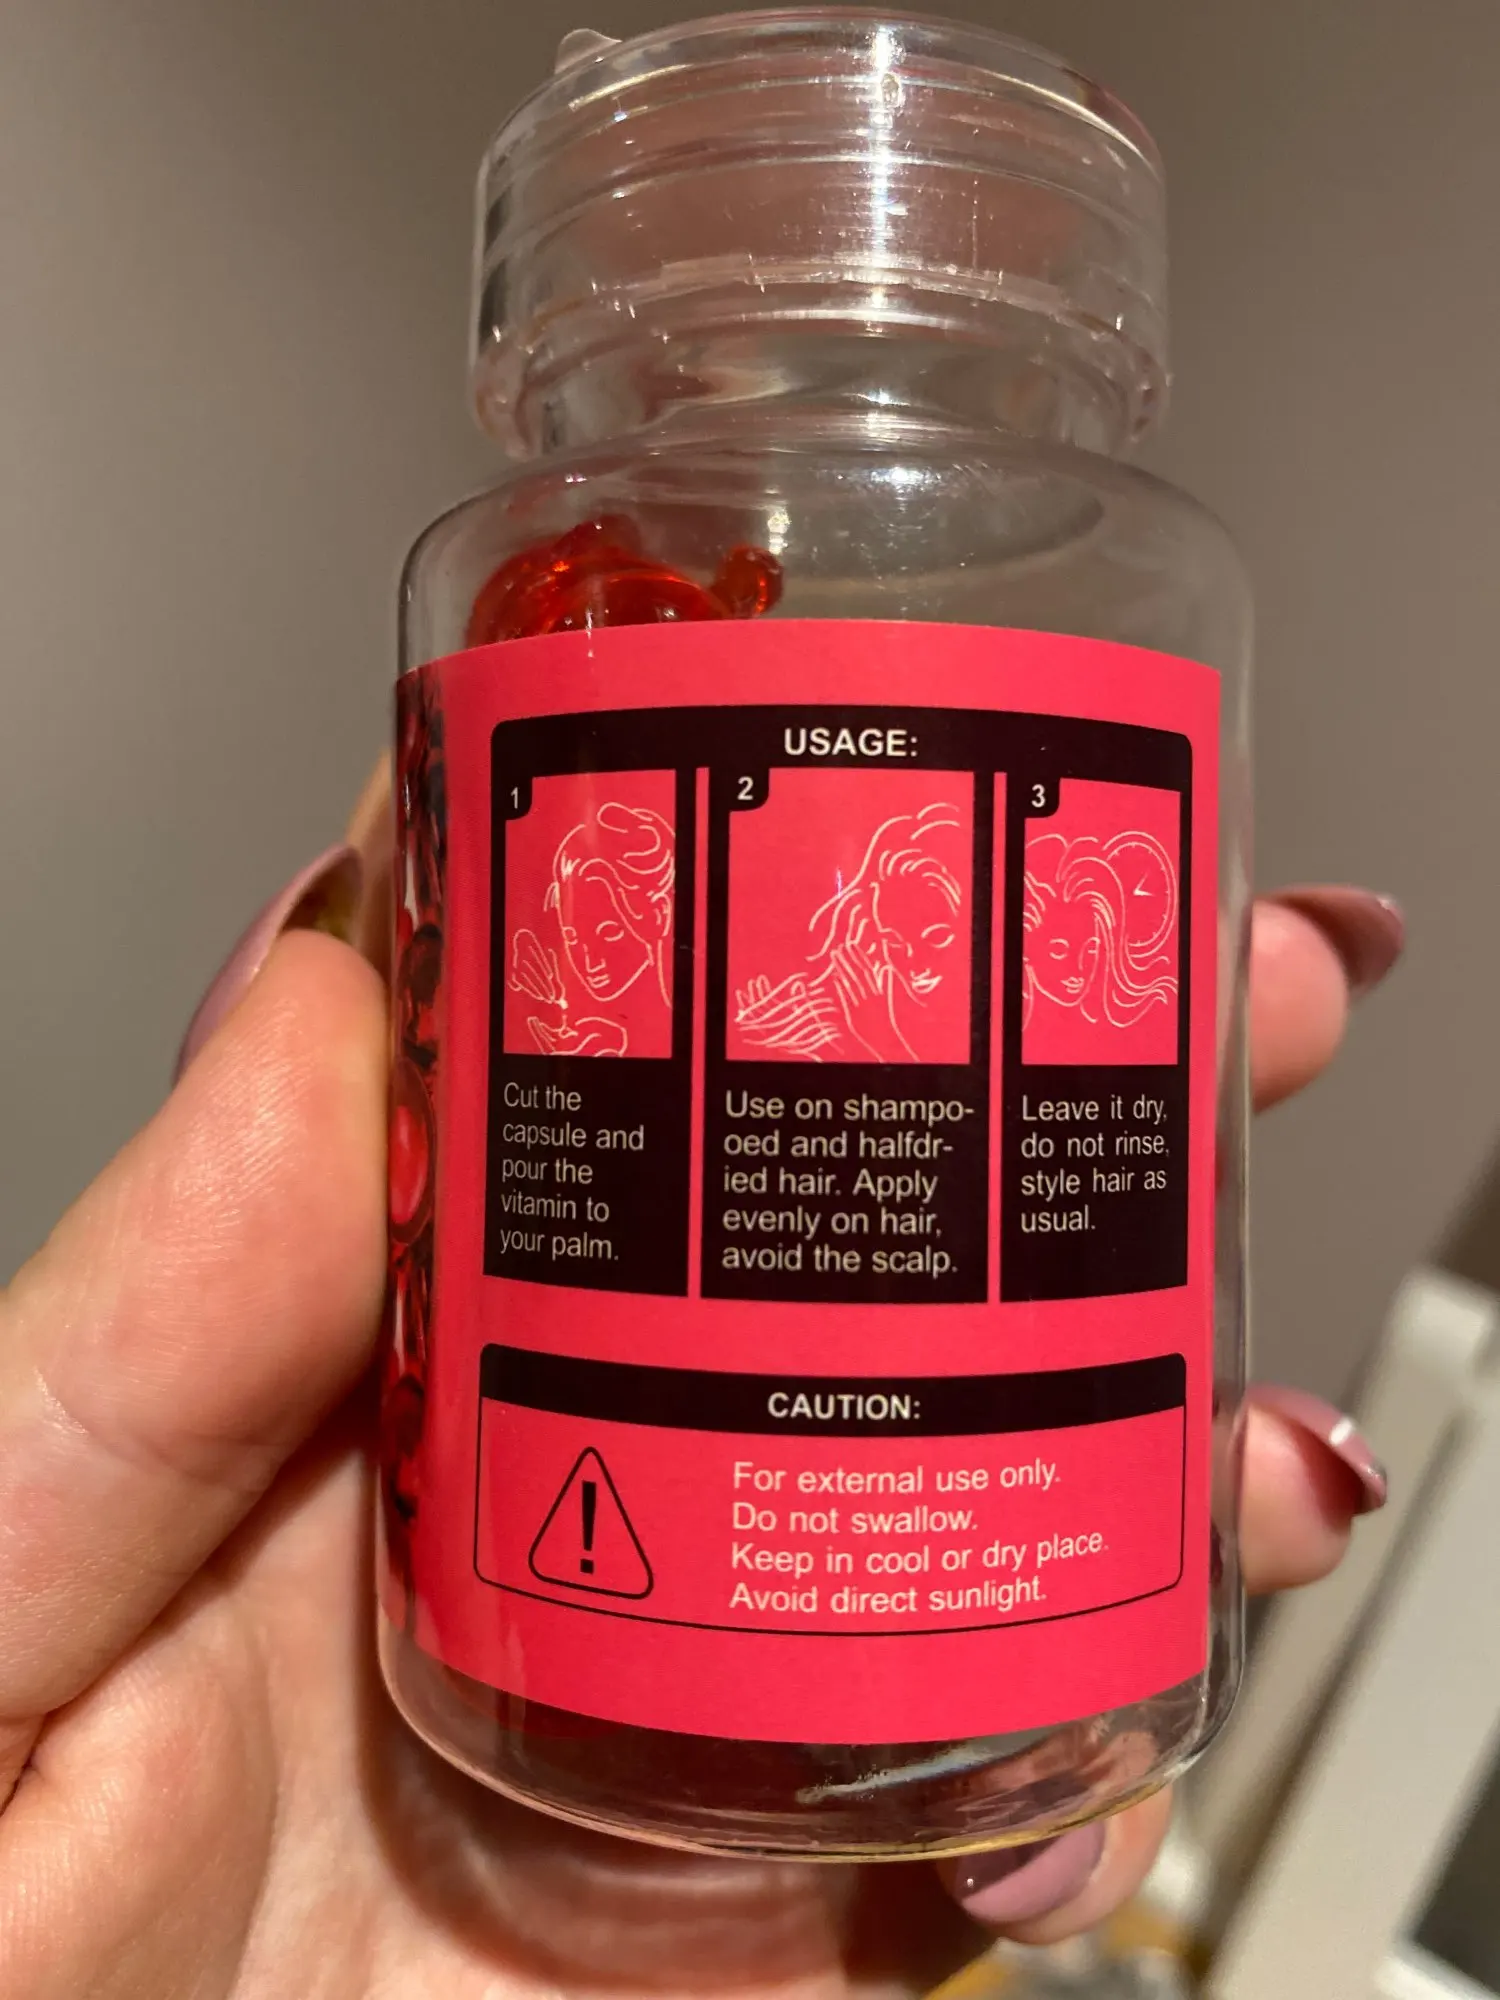 USAGE:
1
Cut the
capsule and
pour the
vitamin to
your palm.
2
Use on shampo-
oed and halfdr-
ied hair. Apply
evenly on hair,
avoid the scalp.
3
Leave it dry,
do not rinse,
style hair as
usual.
CAUTION:
!
For external use only.
Do not swallow.
Keep in cool or dry place.
Avoid direct sunlight.